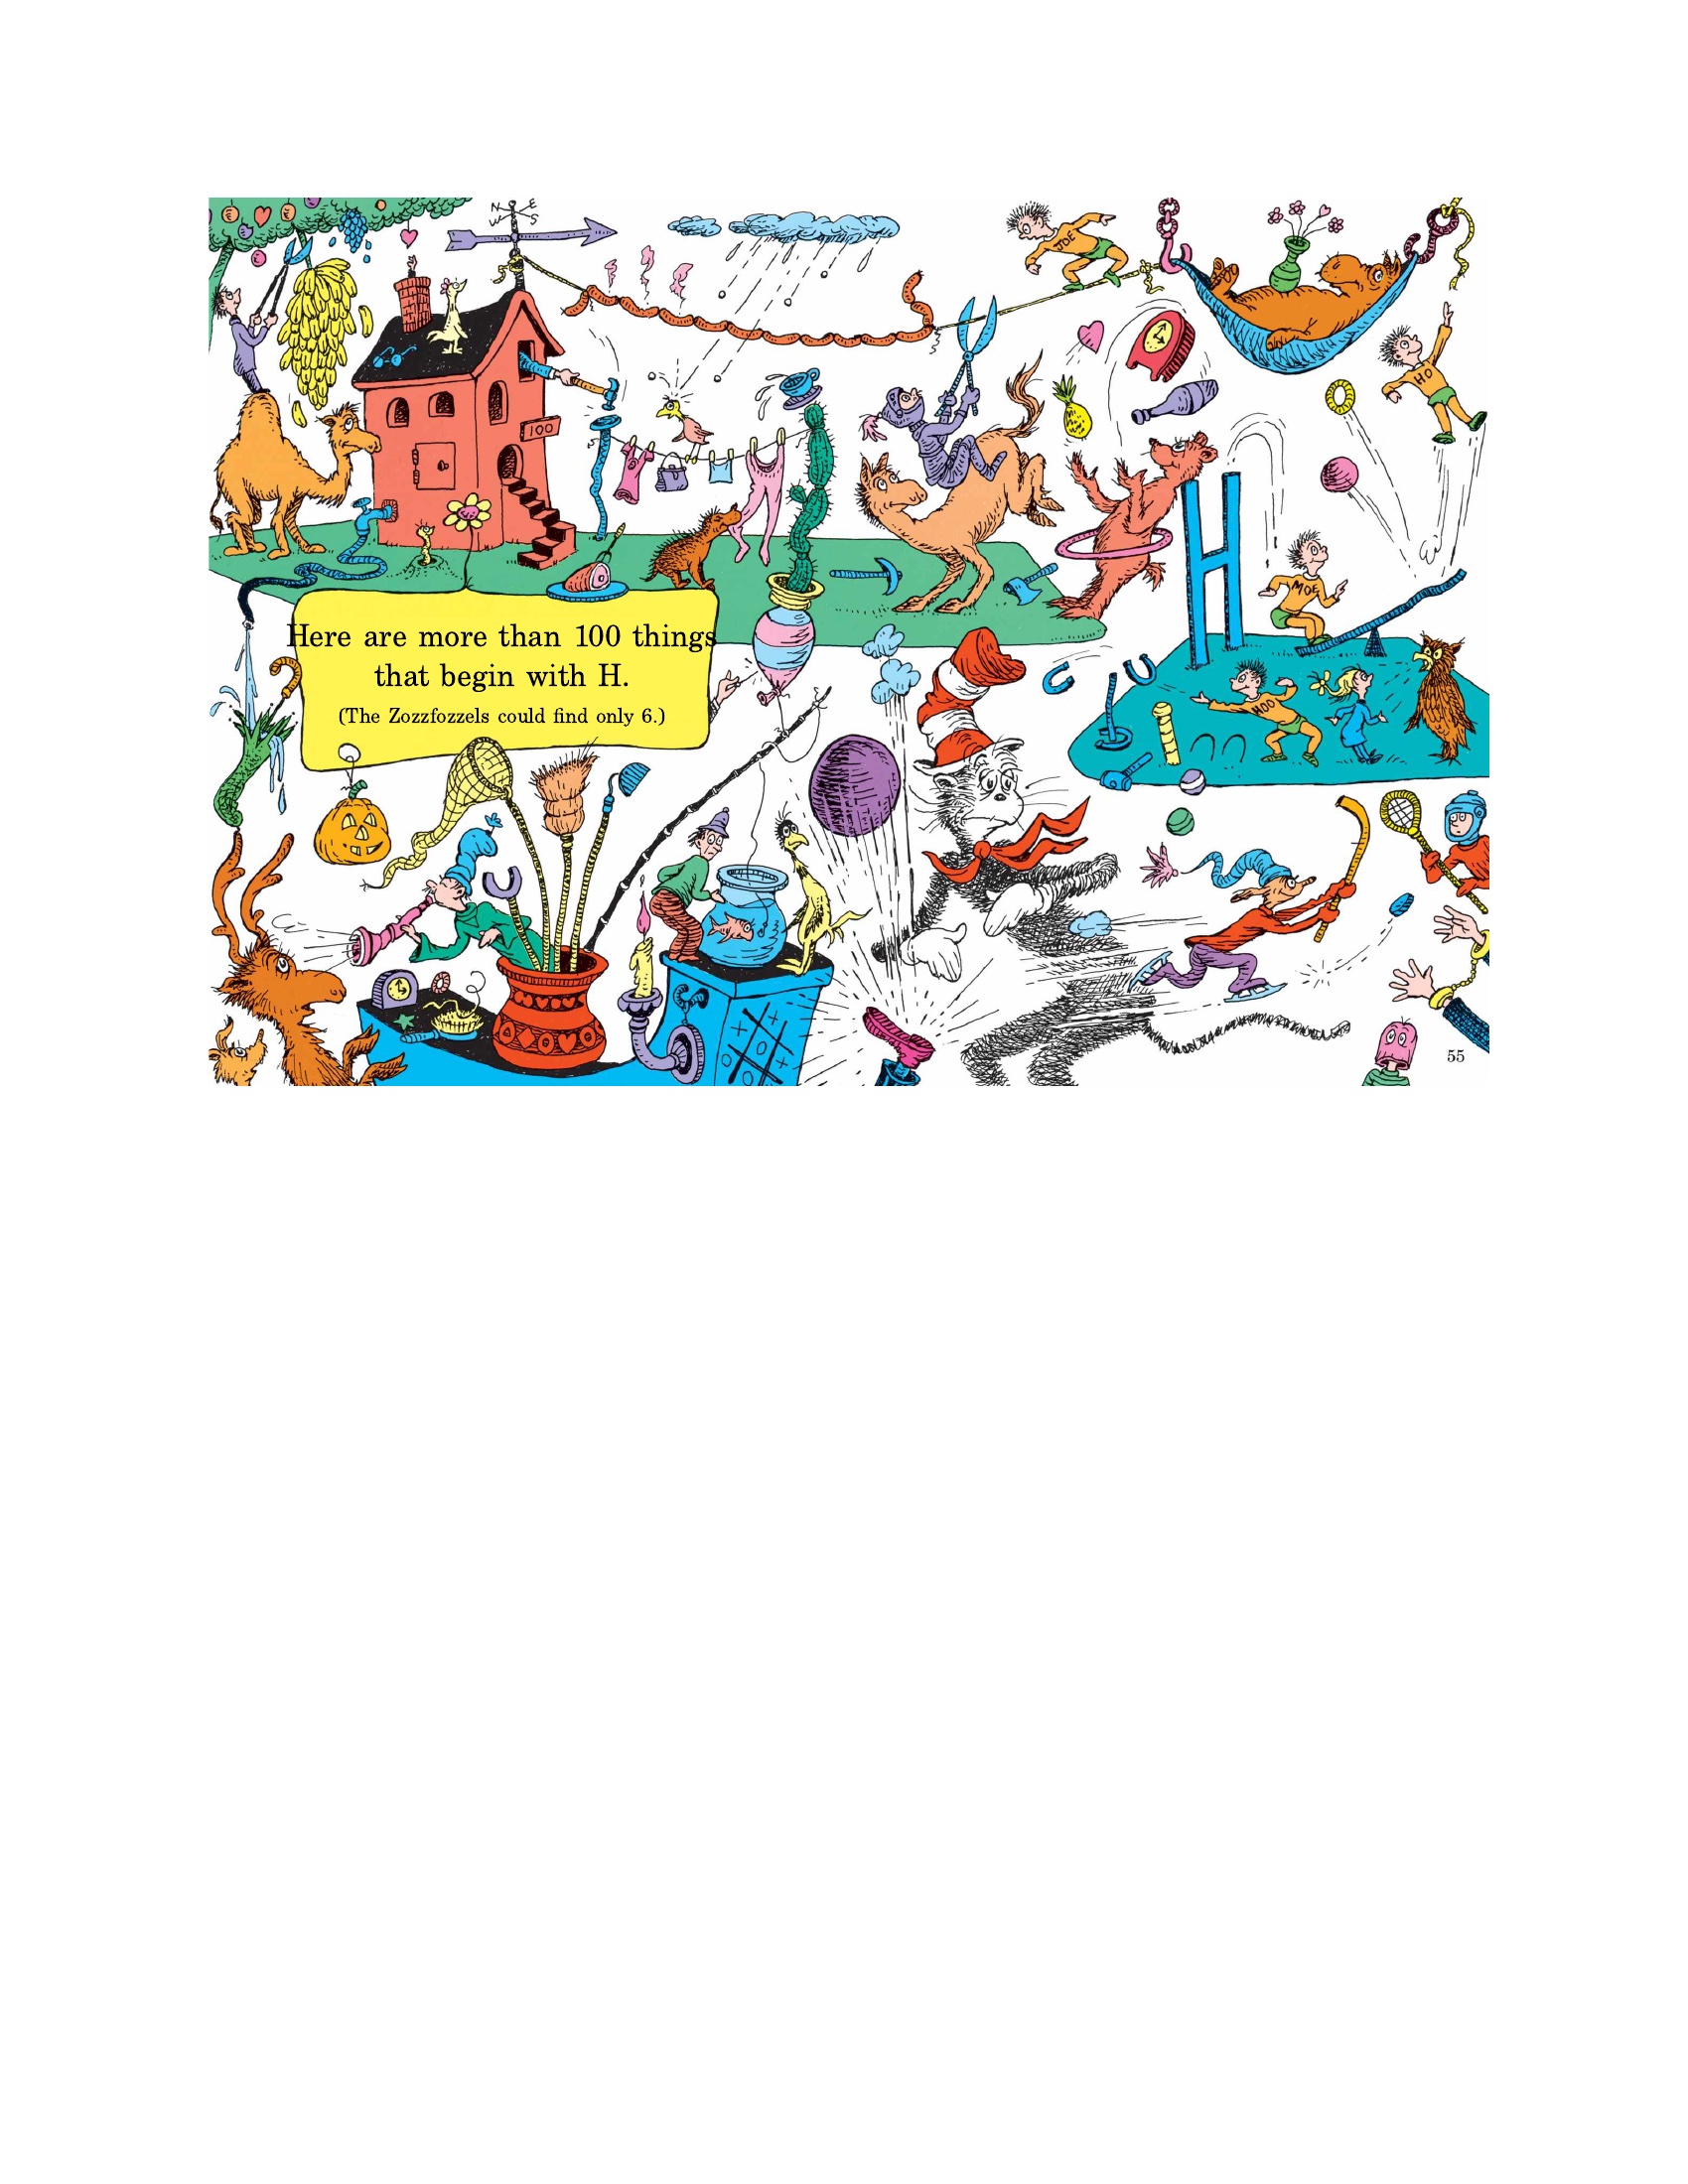 N E
W S
JOE
HO
100
H
MOE
Here are more than 100 things
that begin with H.
(The Zozzfozzels could find only 6.)
HOO
55